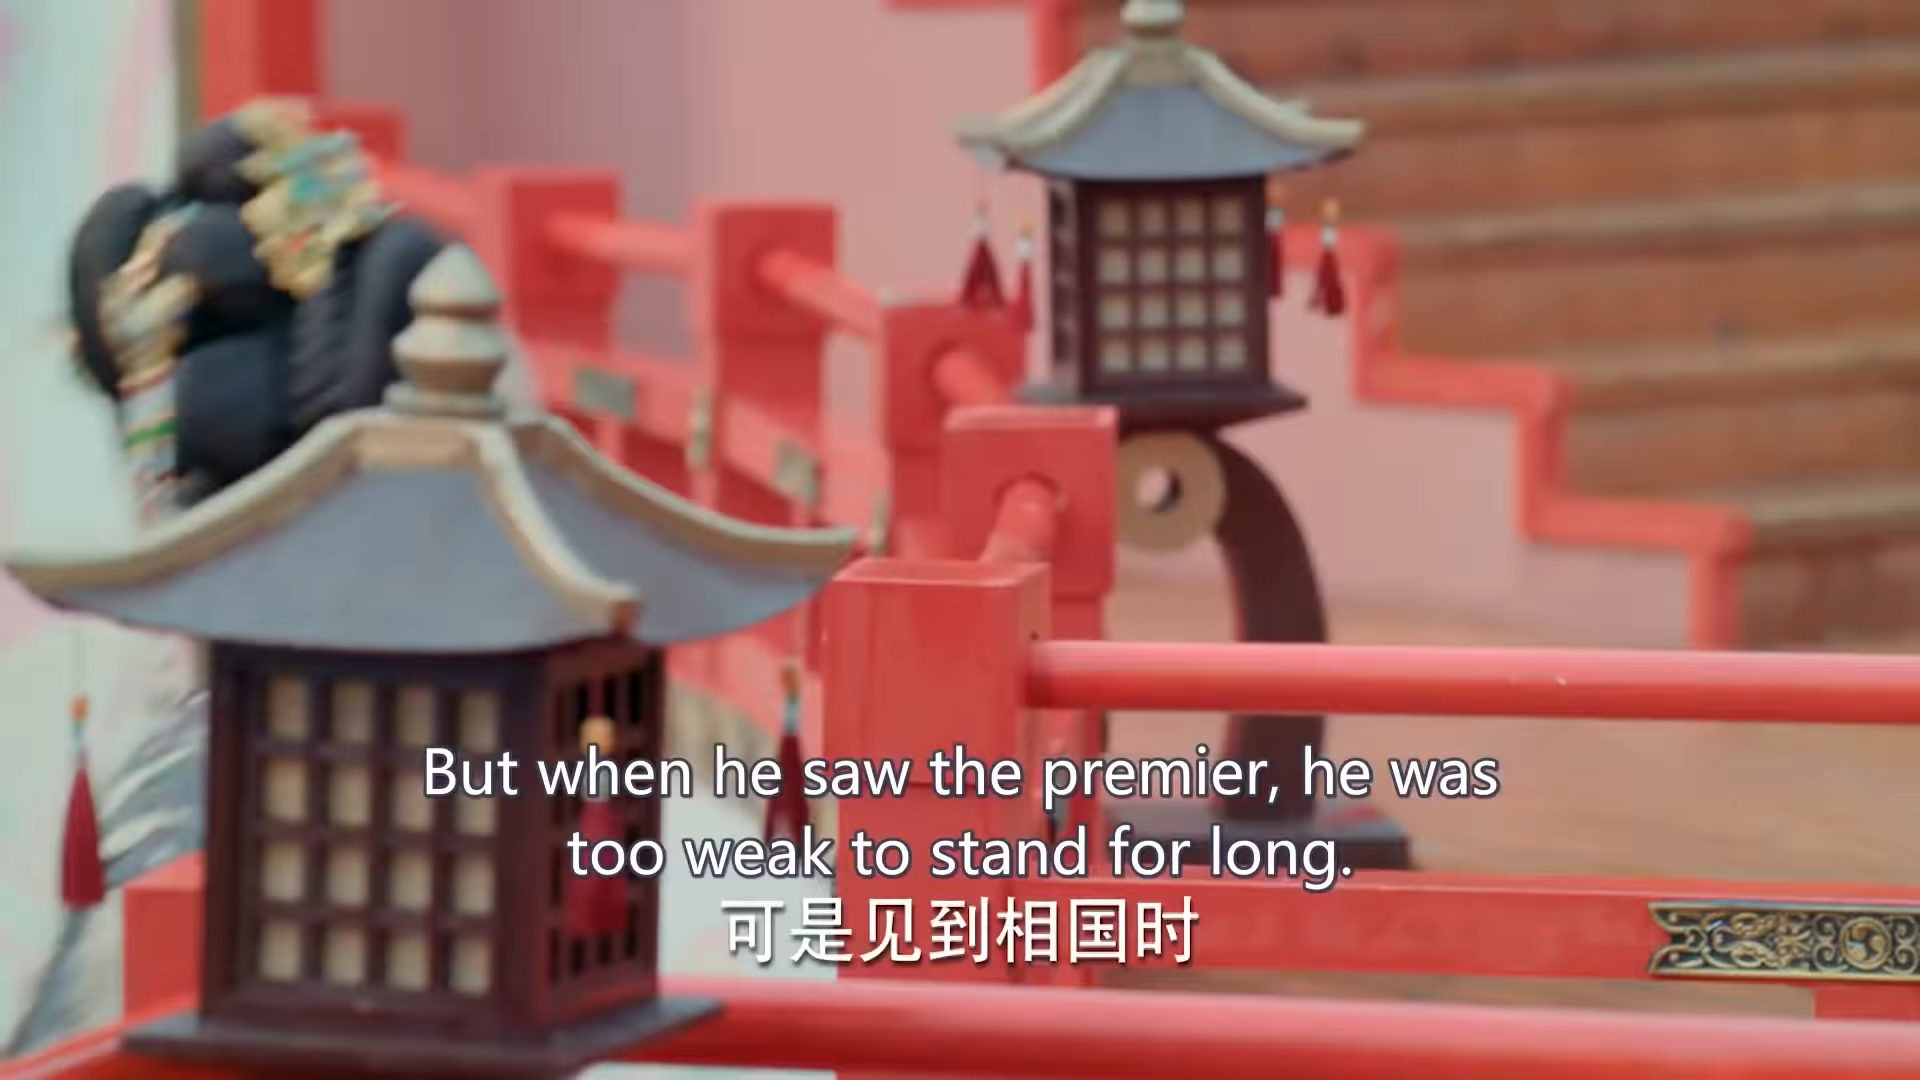 But when he saw the premier, he was
too weak to stand for long.
可是见到相国时